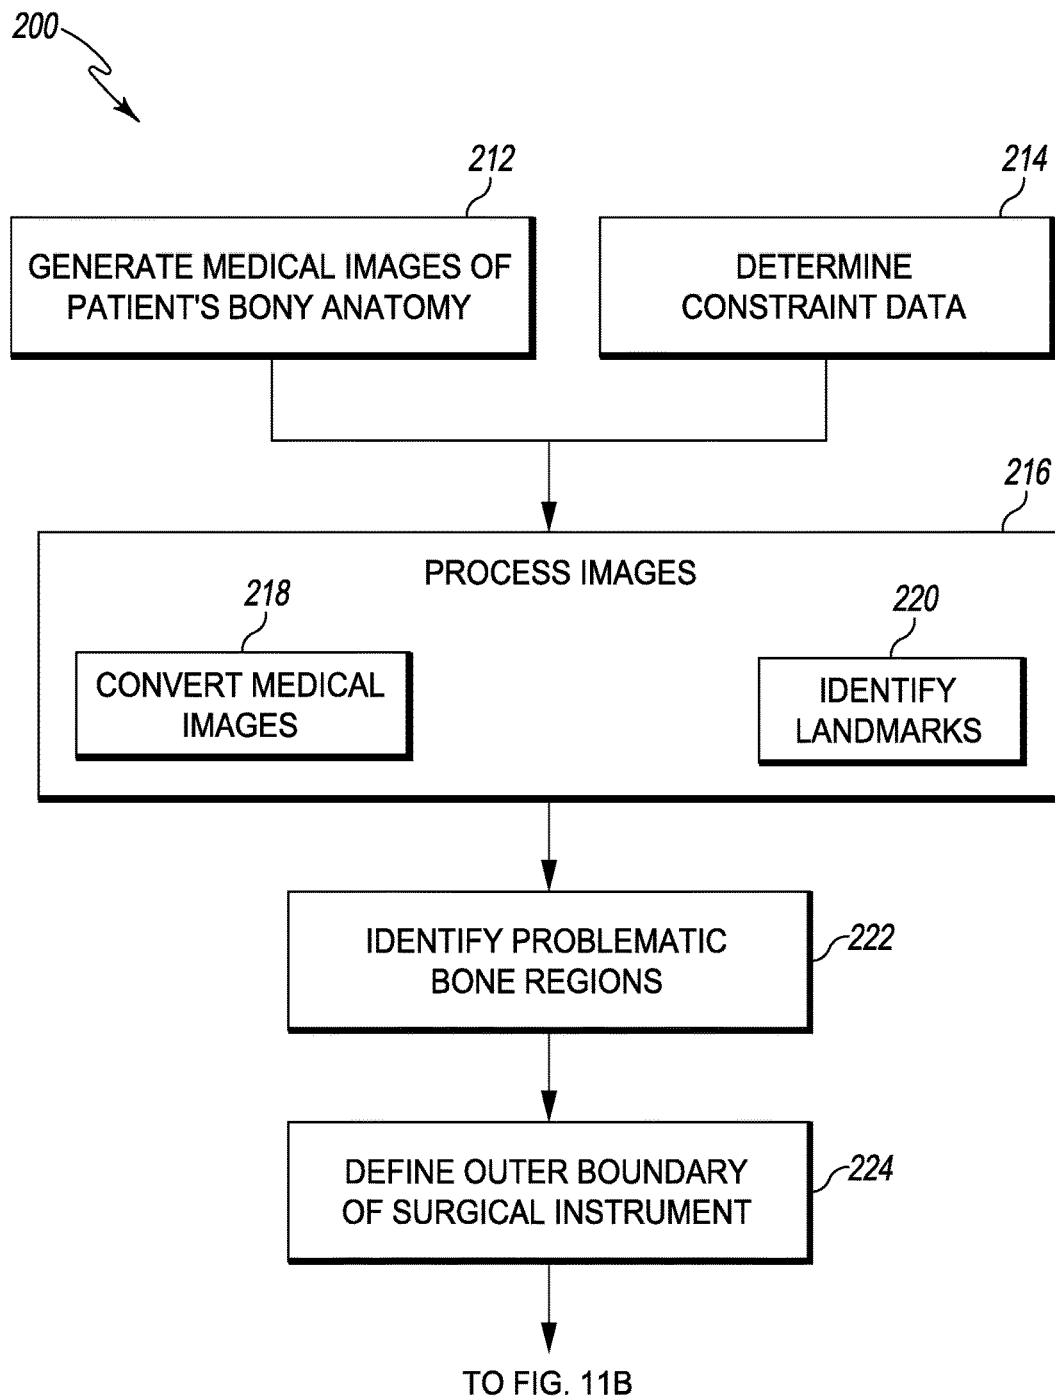 200
212
214
GENERATE MEDICAL IMAGES OF
PATIENT'S BONY ANATOMY
DETERMINE
CONSTRAINT DATA
216
PROCESS IMAGES
218
220
CONVERT MEDICAL
IMAGES
IDENTIFY
LANDMARKS
IDENTIFY PROBLEMATIC
BONE REGIONS
222
DEFINE OUTER BOUNDARY
OF SURGICAL INSTRUMENT
224
TO FIG. 11B